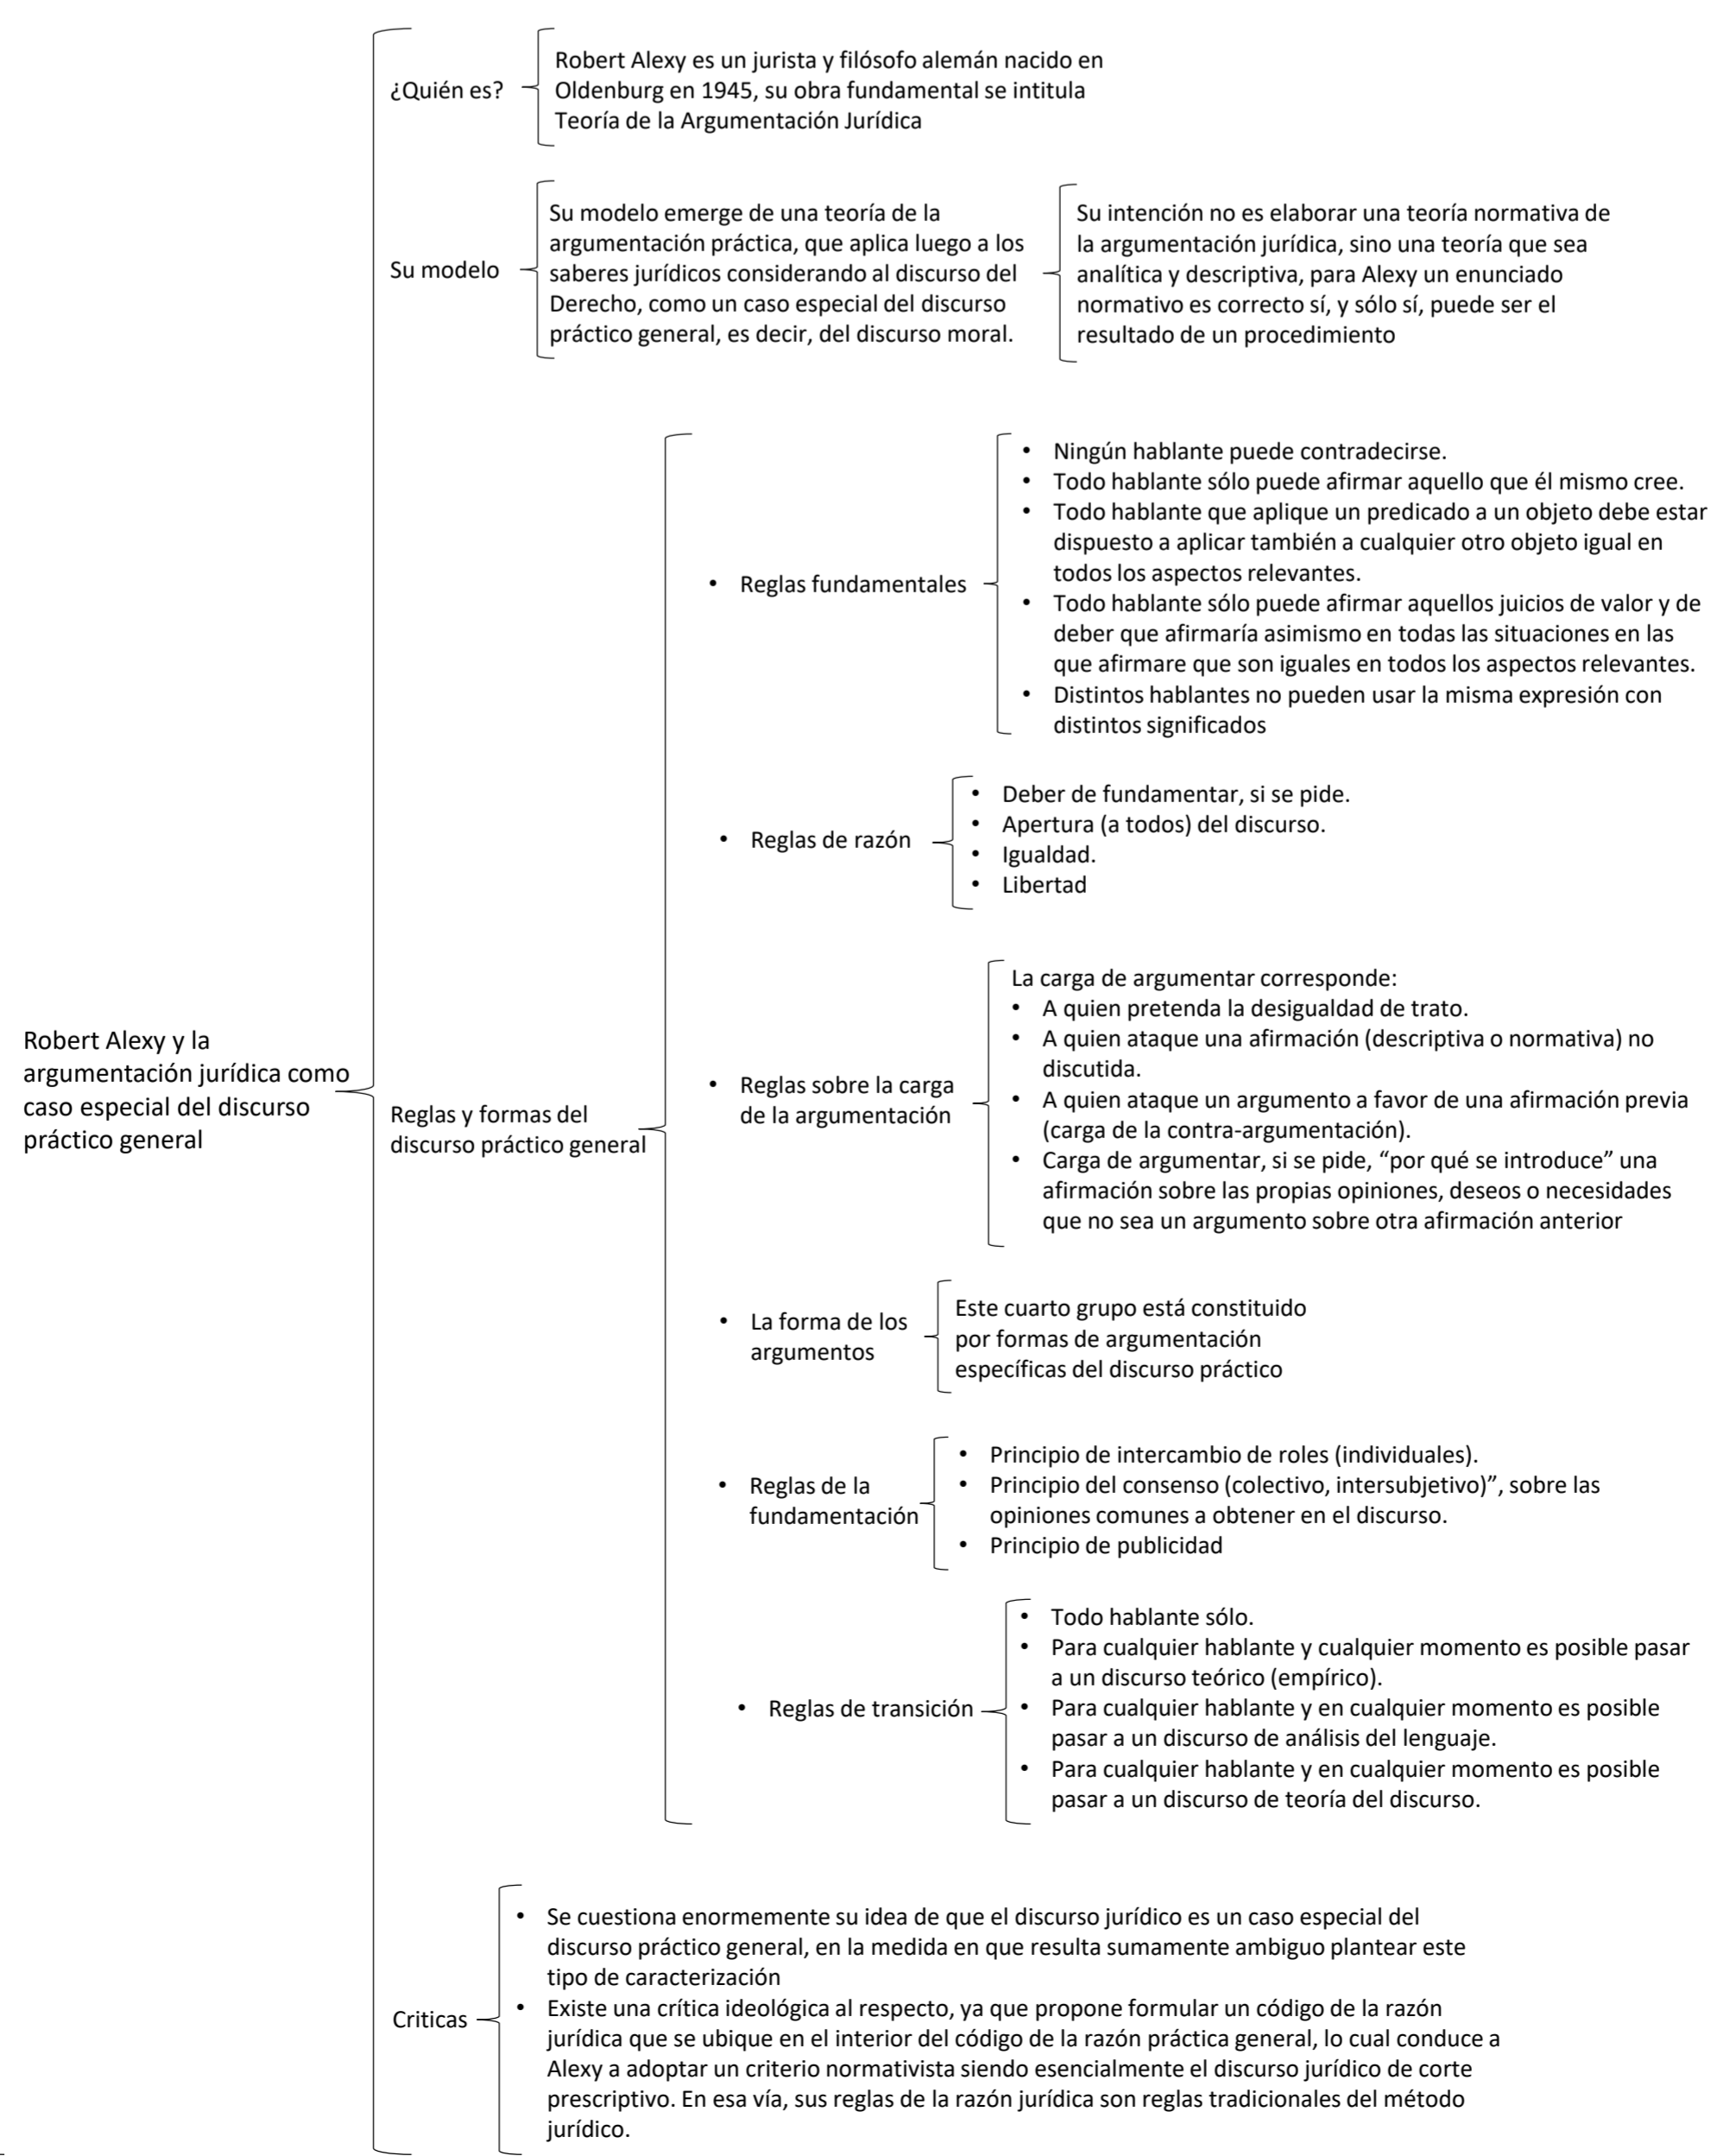 Robert Alexy y la
argumentación jurídica como
caso especial del discurso
práctico general
¿Quién es?
Robert Alexy es un jurista y filósofo alemán nacido en
Oldenburg en 1945, su obra fundamental se intitula
Teoría de la Argumentación Jurídica
Su modelo
Su modelo emerge de una teoría de la
argumentación práctica, que aplica luego a los
saberes jurídicos considerando al discurso del
Derecho, como un caso especial del discurso
práctico general, es decir, del discurso moral.
Su intención no es elaborar una teoría normativa de
la argumentación jurídica, sino una teoría que sea
analítica y descriptiva, para Alexy un enunciado
normativo es correcto sí, y sólo sí, puede ser el
resultado de un procedimiento
Reglas y formas del
discurso práctico general
• Reglas fundamentales
• Ningún hablante puede contradecirse.
• Todo hablante sólo puede afirmar aquello que él mismo cree.
• Todo hablante que aplique un predicado a un objeto debe estar
dispuesto a aplicar también a cualquier otro objeto igual en
todos los aspectos relevantes.
• Todo hablante sólo puede afirmar aquellos juicios de valor y de
deber que afirmaría asimismo en todas las situaciones en las
que afirmare que son iguales en todos los aspectos relevantes.
• Distintos hablantes no pueden usar la misma expresión con
distintos significados
• Reglas de razón
• Deber de fundamentar, si se pide.
• Apertura (a todos) del discurso.
• Igualdad.
• Libertad
• Reglas sobre la carga
de la argumentación
La carga de argumentar corresponde:
• A quien pretenda la desigualdad de trato.
• A quien ataque una afirmación (descriptiva o normativa) no
discutida.
• A quien ataque un argumento a favor de una afirmación previa
(carga de la contra-argumentación).
• Carga de argumentar, si se pide, “por qué se introduce” una
afirmación sobre las propias opiniones, deseos o necesidades
que no sea un argumento sobre otra afirmación anterior
• La forma de los
argumentos
Este cuarto grupo está constituido
por formas de argumentación
específicas del discurso práctico
• Reglas de la
fundamentación
• Principio de intercambio de roles (individuales).
• Principio del consenso (colectivo, intersubjetivo)”, sobre las
opiniones comunes a obtener en el discurso.
• Principio de publicidad
• Reglas de transición
• Todo hablante sólo.
• Para cualquier hablante y cualquier momento es posible pasar
a un discurso teórico (empírico).
• Para cualquier hablante y en cualquier momento es posible
pasar a un discurso de análisis del lenguaje.
• Para cualquier hablante y en cualquier momento es posible
pasar a un discurso de teoría del discurso.
Criticas
• Se cuestiona enormemente su idea de que el discurso jurídico es un caso especial del
discurso práctico general, en la medida en que resulta sumamente ambiguo plantear este
tipo de caracterización
• Existe una crítica ideológica al respecto, ya que propone formular un código de la razón
jurídica que se ubique en el interior del código de la razón práctica general, lo cual conduce a
Alexy a adoptar un criterio normativista siendo esencialmente el discurso jurídico de corte
prescriptivo. En esa vía, sus reglas de la razón jurídica son reglas tradicionales del método
jurídico.